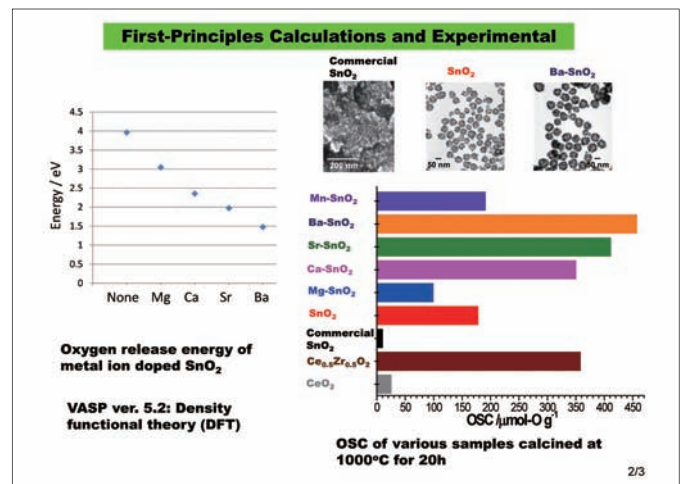 First-Principles Calculations and Experimental
Commercial
SnO₂
SnO₂
Ba-SnO₂
200 nm
50 nm
50 nm
4.5
4
3.5
3
2.5
2
1.5
1
0.5
0
Energy / eV
None Mg Ca Sr Ba
Oxygen release energy of
metal ion doped SnO₂
VASP ver. 5.2: Density
functional theory (DFT)
Mn-SnO₂
Ba-SnO₂
Sr-SnO₂
Ca-SnO₂
Mg-SnO₂
SnO₂
Commercial
SnO₂
Ce₀.₅Zr₀.₅O₂
CeO₂
0 50 100 150 200 250 300 350 400 450
OSC /μmol-O g⁻¹
OSC of various samples calcined at
1000ºC for 20h
2/3